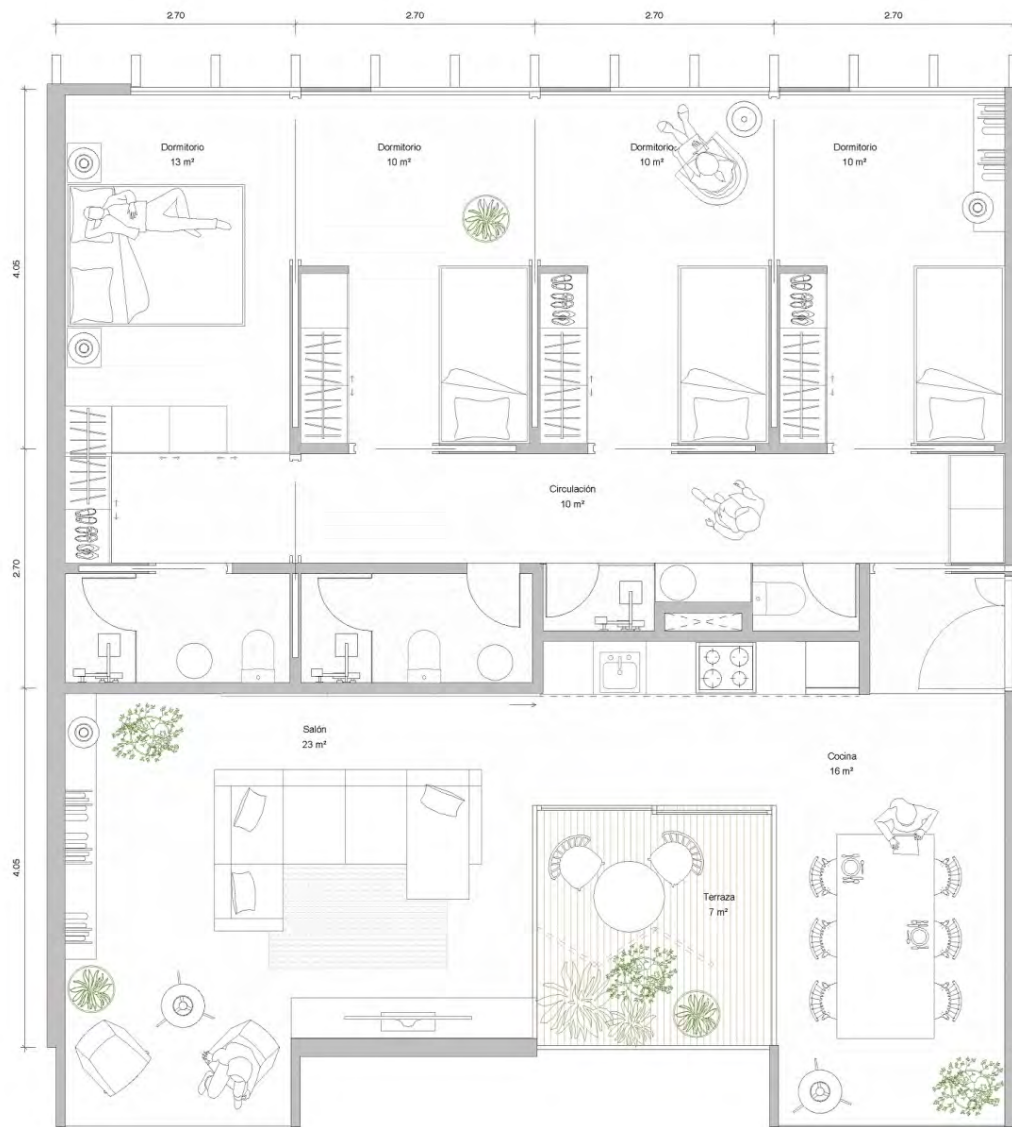 2.70
2.70
2.70
2.70
Dormitorio
13 m²
Dormitorio
10 m²
Dormitorio
10 m²
Dormitorio
10 m²
4.05
Circulación
10 m²
2.70
Salón
23 m²
Cocina
16 m²
4.05
Terraza
7 m²